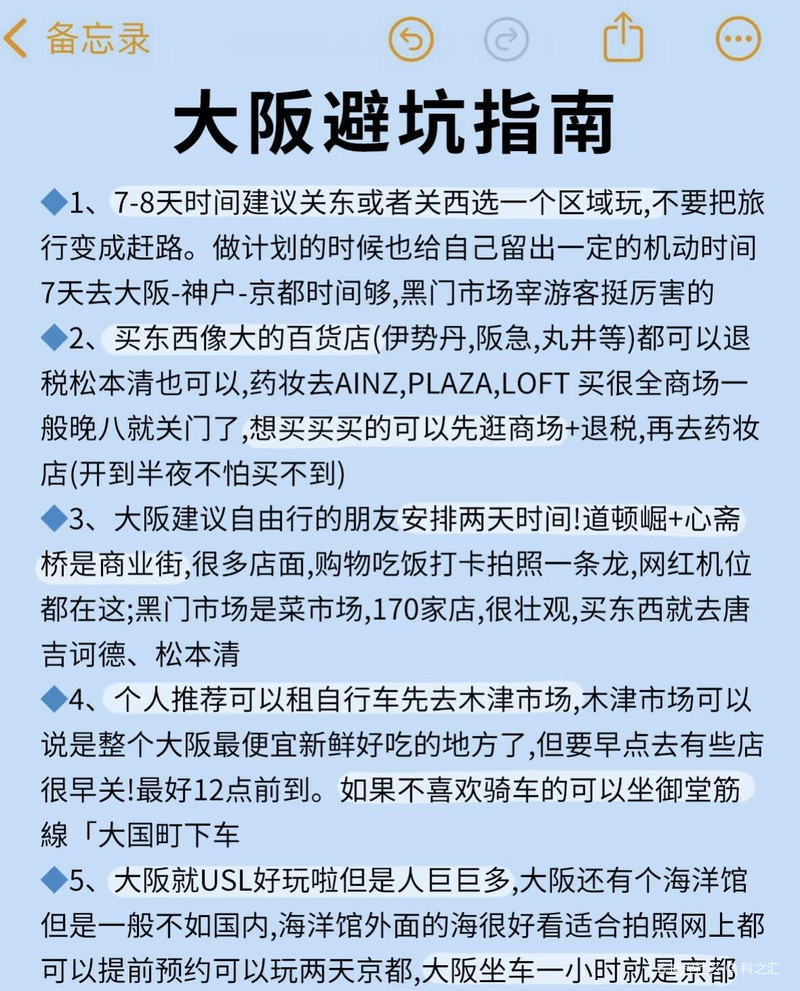 备忘录
大阪避坑指南
1、7-8天时间建议关东或者关西选一个区域玩,不要把旅
行变成赶路。做计划的时候也给自己留出一定的机动时间
7天去大阪-神户-京都时间够,黑门市场宰游客挺厉害的
2、买东西像大的百货店(伊势丹,阪急,丸井等)都可以退
税松本清也可以,药妆去AINZ,PLAZA,LOFT 买很全商场一
般晚八就关门了,想买买买的可以先逛商场+退税,再去药妆
店(开到半夜不怕买不到)
3、大阪建议自由行的朋友安排两天时间!道顿崛+心斋
桥是商业街,很多店面,购物吃饭打卡拍照一条龙,网红机位
都在这;黑门市场是菜市场,170家店,很壮观,买东西就去唐
吉诃德、松本清
4、个人推荐可以租自行车先去木津市场,木津市场可以
说是整个大阪最便宜新鲜好吃的地方了,但要早点去有些店
很早关!最好12点前到。如果不喜欢骑车的可以坐御堂筋
線「大国町下车
5、大阪就USL好玩啦但是人巨巨多,大阪还有个海洋馆
但是一般不如国内,海洋馆外面的海很好看适合拍照网上都
可以提前预约可以玩两天京都,大阪坐车一小时就是京都
科之汇